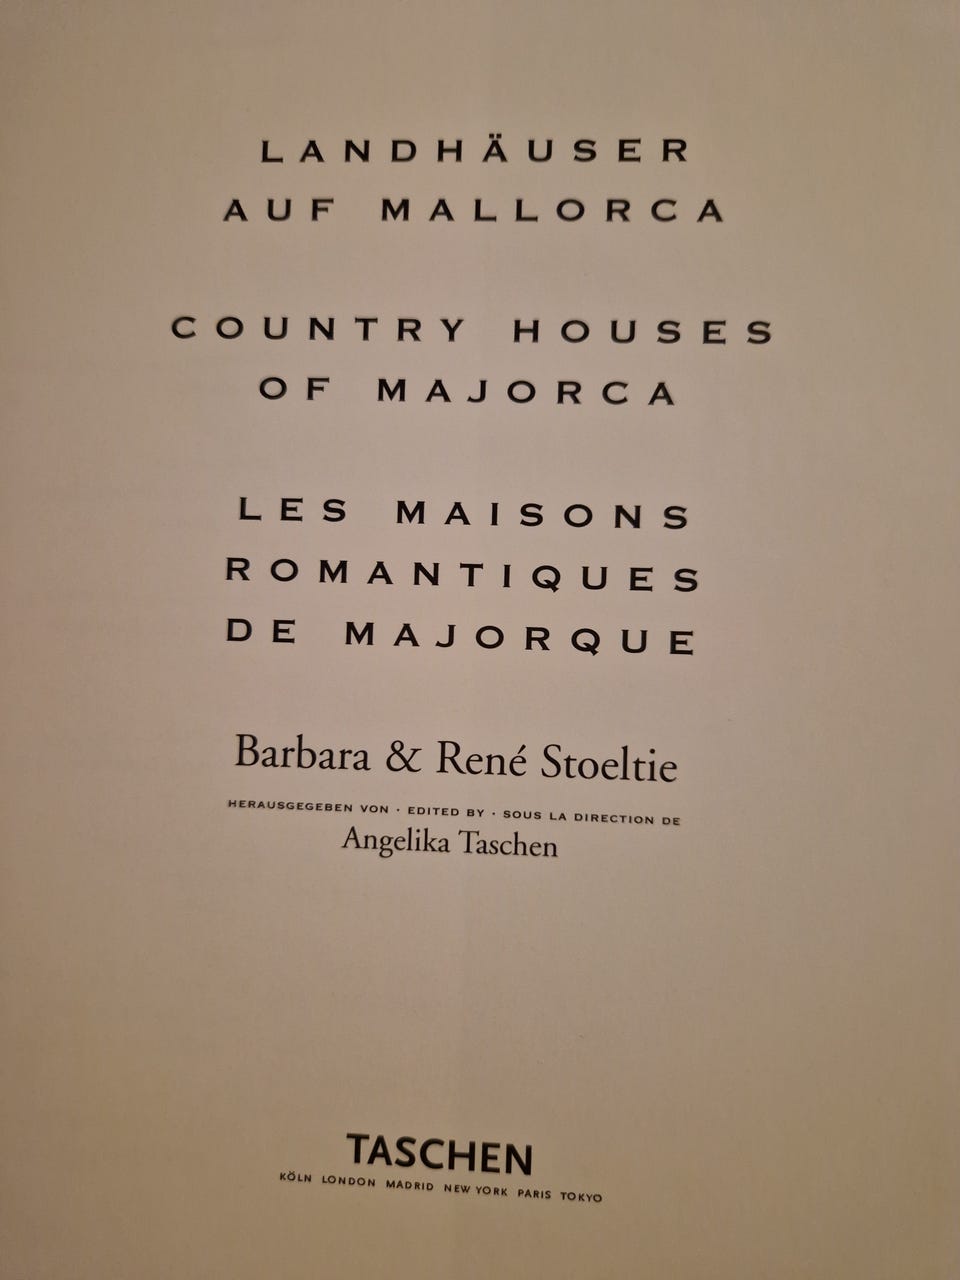 LANDHÄUSER
AUF MALLORCA
COUNTRY HOUSES
OF MAJORCA
LES MAISONS
ROMANTIQUES
DE MAJORQUE
Barbara & René Stoeltie
HERAUSGEGEBEN VON · EDITED BY · SOUS LA DIRECTION DE
Angelika Taschen
TASCHEN
KÖLN LONDON MADRID NEW YORK PARIS TOKYO